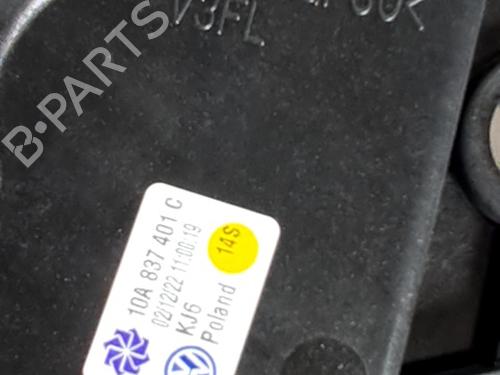 V3FL
B-PARTS
10A 837 401 C
02/12/22 11:00:19
KJ6
Poland
14S